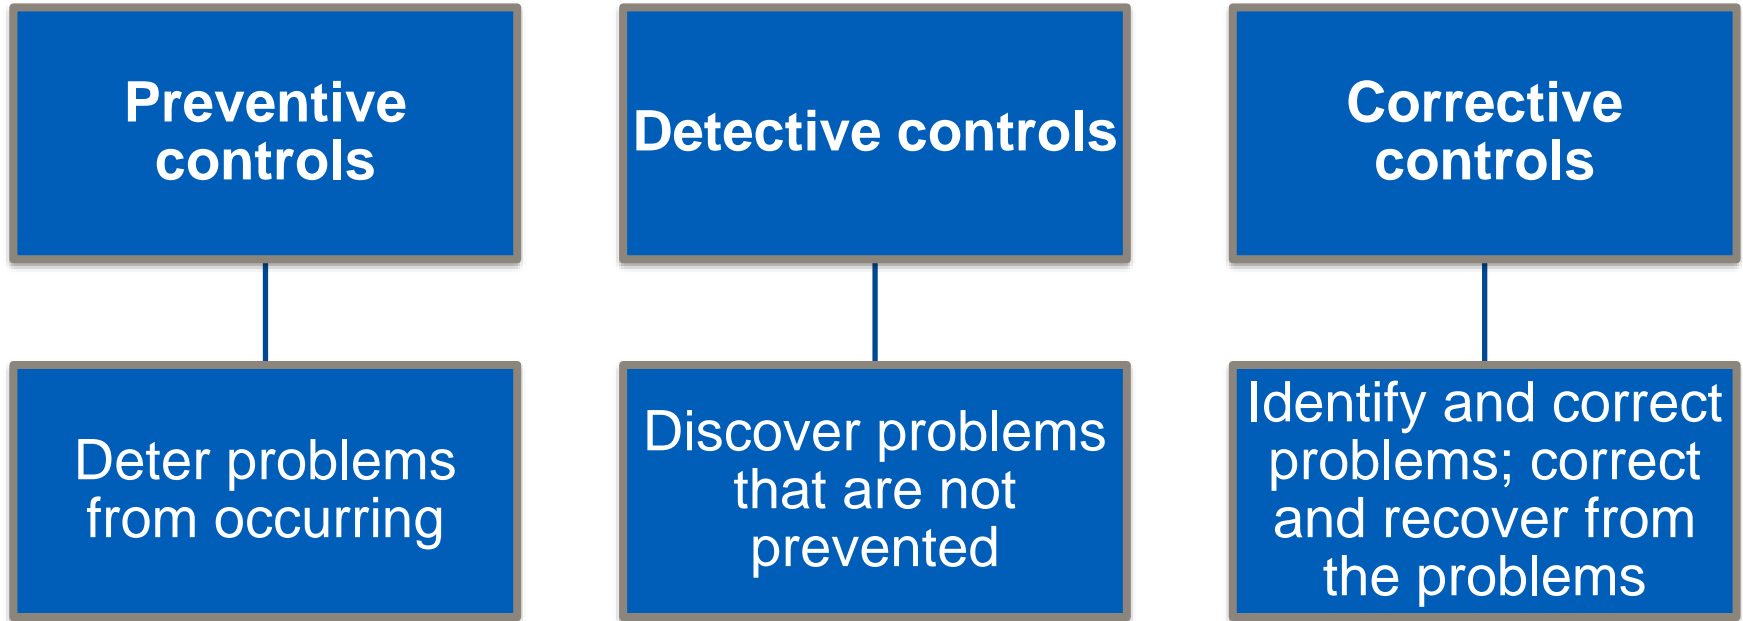 Preventive
controls
Detective controls
Corrective
controls
Deter problems
from occurring
Discover problems
that are not
prevented
Identify and correct
problems; correct
and recover from
the problems